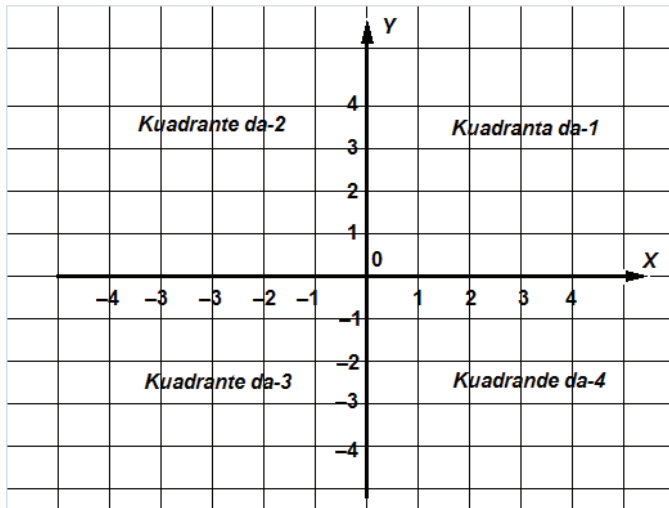 Y
4
Kuadrante da-2 Kuadranta da-1
3
2
1
0
X
–4 –3 –3 –2 –1 1 2 3 4
–1
–2
Kuadrante da-3 Kuadrande da-4
–3
–4